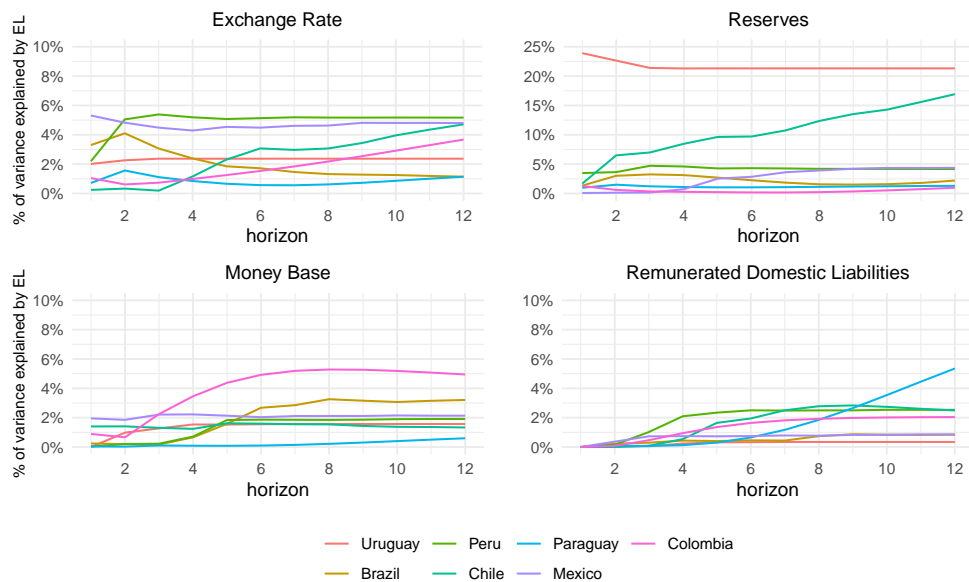 Exchange Rate
% of variance explained by EL
10%
8%
6%
4%
2%
0%
2 4 6 8 10 12
horizon
Reserves
25%
20%
15%
10%
5%
0%
2 4 6 8 10 12
horizon
Money Base
% of variance explained by EL
10%
8%
6%
4%
2%
0%
2 4 6 8 10 12
horizon
Remunerated Domestic Liabilities
10%
8%
6%
4%
2%
0%
2 4 6 8 10 12
horizon
Uruguay Peru Paraguay Colombia
Brazil Chile Mexico